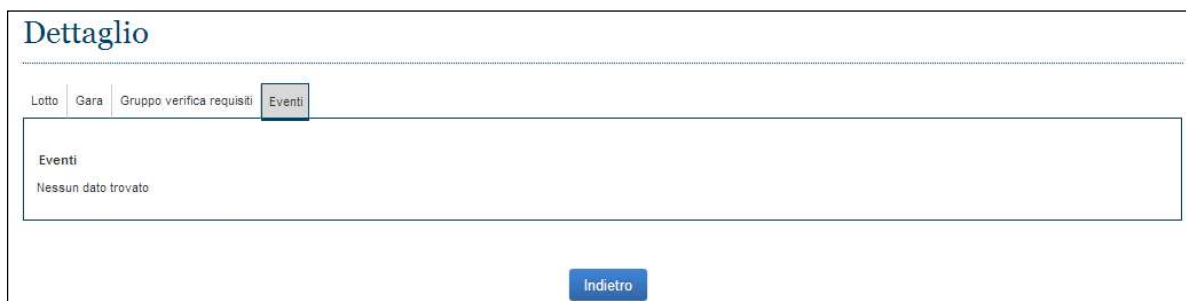 Dettaglio
Lotto Gara Gruppo verifica requisiti Eventi
Eventi
Nessun dato trovato
Indietro